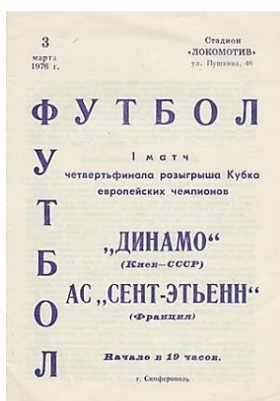 3
марта
1976 г.
Стадион
«ЛОКОМОТИВ»
ул. Пушкина, 46
ФУТБОЛ
УТБОЛ
1 матч
четвертьфинала розыгрыша Кубка
европейских чемпионов
„ДИНАМО“
(Киев–СССР)
АС „СЕНТ-ЭТЬЕНН“
(Франция)
Начало в 19 часов.
г. Симферополь